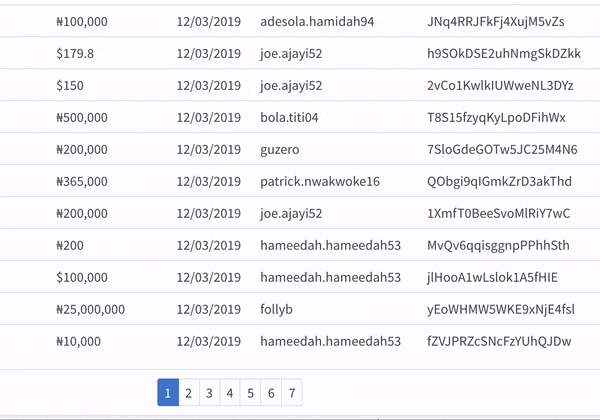 ₦100,000 12/03/2019 adesola.hamidah94 JNq4RRJFkFj4XujM5vZs
$179.8 12/03/2019 joe.ajayi52 h9SOkDSE2uhNmgSkDZkk
$150 12/03/2019 joe.ajayi52 2vCo1KwlkIUWweNL3DYz
₦500,000 12/03/2019 bola.titi04 T8S15fzyqKyLpoDFihWx
₦200,000 12/03/2019 guzero 7SloGdeGOTw5JC25M4N6
₦365,000 12/03/2019 patrick.nwakwoke16 QObgi9qIGmkZrD3akThd
₦200,000 12/03/2019 joe.ajayi52 1XmfT0BeeSvoMlRiY7wC
₦200 12/03/2019 hameedah.hameedah53 MvQv6qqisggnpPPhhSth
$100,000 12/03/2019 hameedah.hameedah53 jlHooA1wLslok1A5fHIE
₦25,000,000 12/03/2019 follyb yEoWHMW5WKE9xNjE4fsl
₦10,000 12/03/2019 hameedah.hameedah53 fZVJPRZcSNcFzYUhQJDw
1 2 3 4 5 6 7